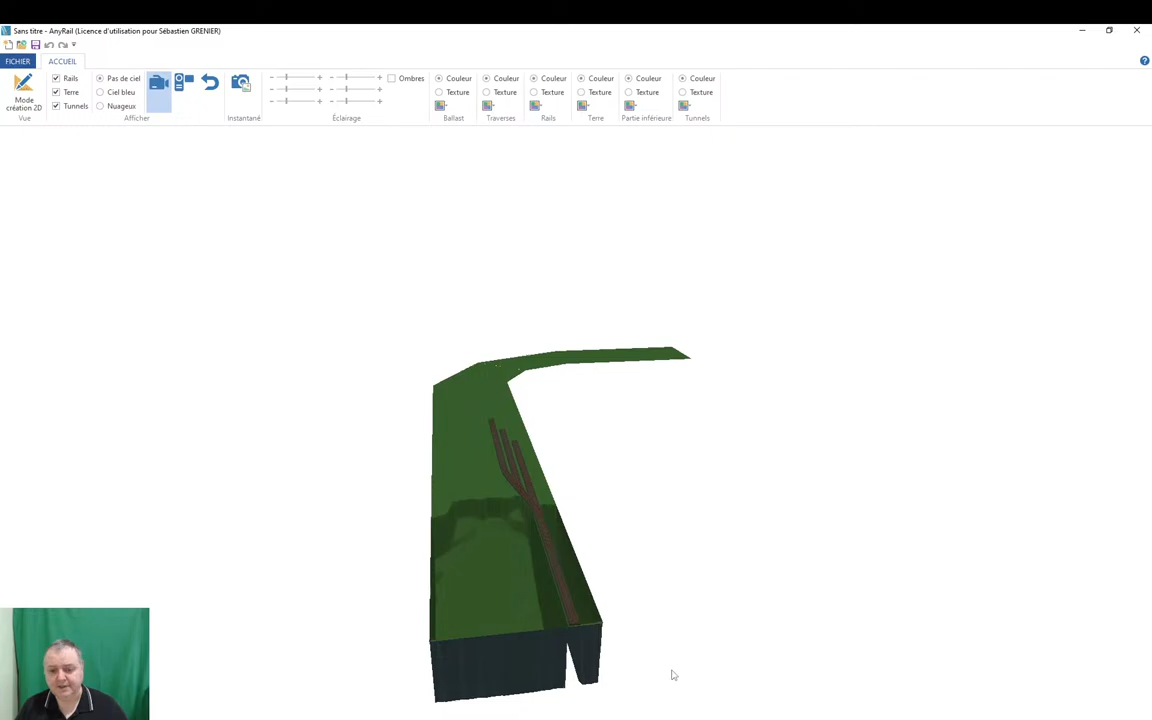 Sans titre - AnyRail (Licence d'utilisation pour Sébastien GRENIER)
FICHIER
ACCUEIL
Mode
création 2D
Vue
Rails
Terre
Tunnels
Pas de ciel
Ciel bleu
Nuageux
Afficher
Instantané
Ombres
Éclairage
Couleur
Texture
Ballast
Couleur
Texture
Traverses
Couleur
Texture
Rails
Couleur
Texture
Terre
Couleur
Texture
Partie inférieure
Couleur
Texture
Tunnels